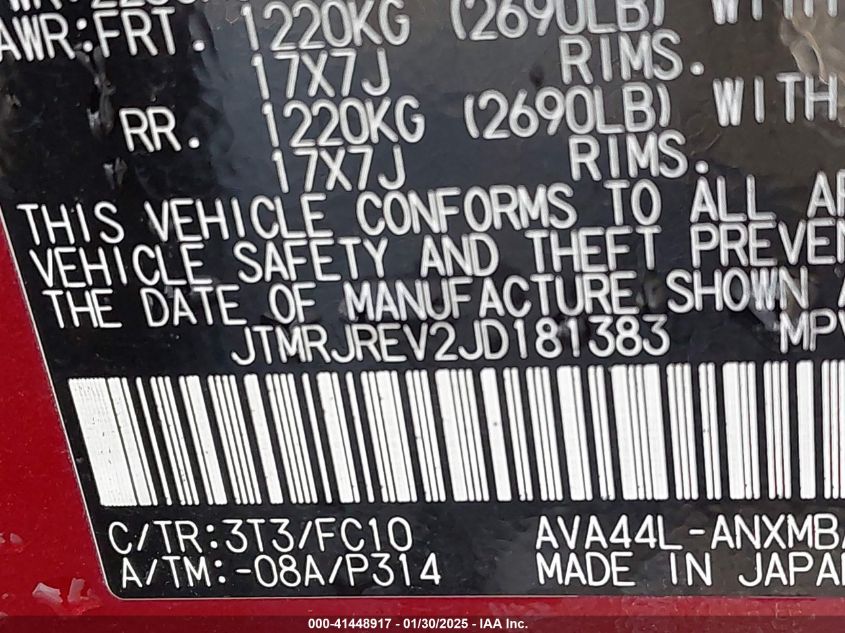 AWR:FRT. 1220KG (2690LB) WITH
17X7J RIMS.
RR. 1220KG (2690LB) WITH
17X7J RIMS.
THIS VEHICLE CONFORMS TO ALL
VEHICLE SAFETY AND THEFT PREVEN
THE DATE OF MANUFACTURE SHOWN A
JTMRJREV2JD181383 MPV
C/TR:3T3/FC10 AVA44L-ANXMBA
A/TM:-08A/P314 MADE IN JAPAN
000-41448917 - 01/30/2025 - IAA Inc.